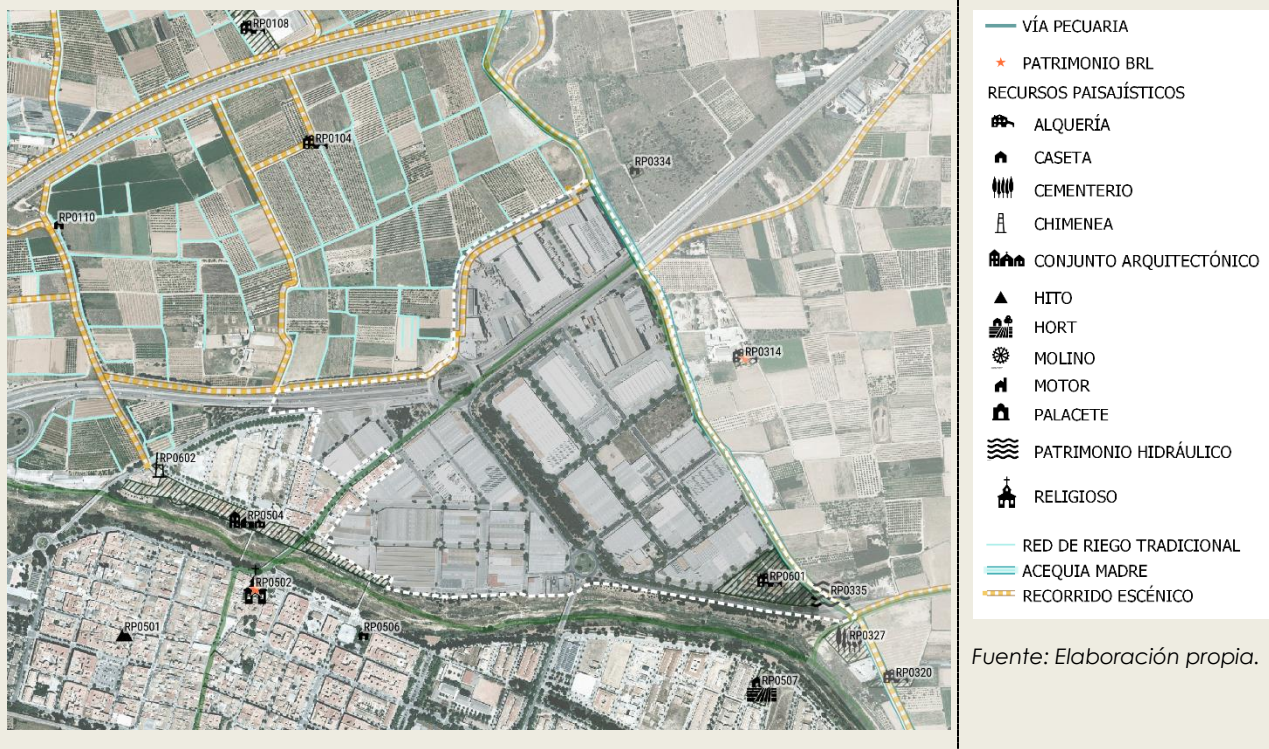 RP0108
RP0104
RP0334
RP0110
RP0314
RP0602
RP0504
RP0502
RP0601
RP0335
RP0501
RP0506
RP0327
RP0320
RP0507
VÍA PECUARIA
PATRIMONIO BRL
RECURSOS PAISAJÍSTICOS
ALQUERÍA
CASETA
CEMENTERIO
CHIMENEA
CONJUNTO ARQUITECTÓNICO
HITO
HORT
MOLINO
MOTOR
PALACETE
PATRIMONIO HIDRÁULICO
RELIGIOSO
RED DE RIEGO TRADICIONAL
ACEQUIA MADRE
RECORRIDO ESCÉNICO
Fuente: Elaboración propia.